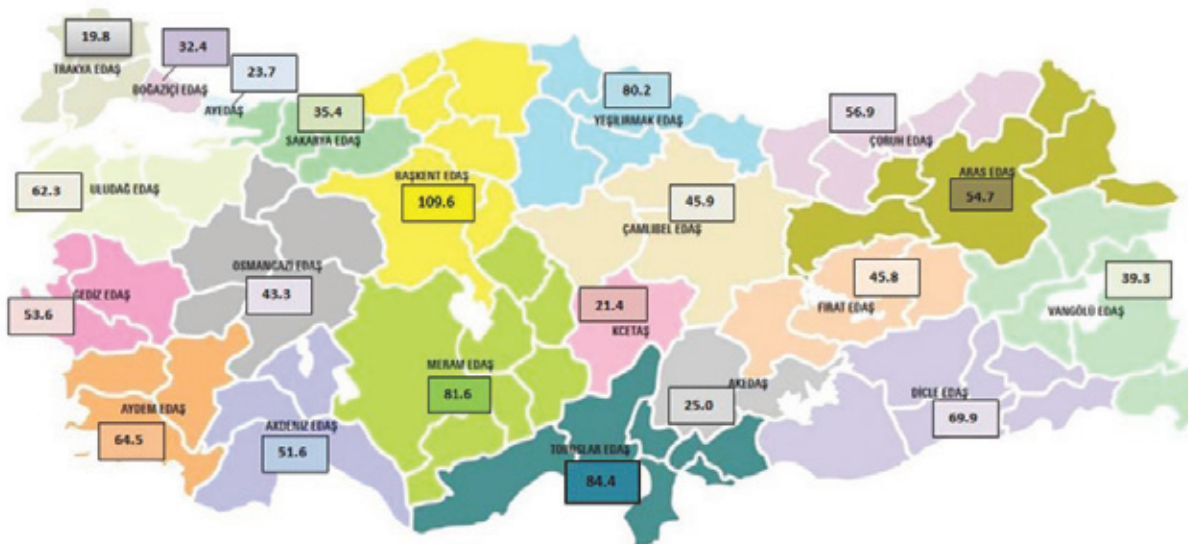 19.8
TRAKYA EDAŞ
32.4
BOĞAZİÇİ EDAŞ
23.7
AYEDAŞ
35.4
SAKARYA EDAŞ
80.2
YEŞİLIRMAK EDAŞ
56.9
ÇORUH EDAŞ
62.3
ULUDAĞ EDAŞ
BAŞKENT EDAŞ
109.6
45.9
ÇAMLIBEL EDAŞ
ARAS EDAŞ
54.7
OSMANGAZİ EDAŞ
43.3
GEDİZ EDAŞ
53.6
21.4
KCETAŞ
45.8
FIRAT EDAŞ
39.3
VANGÖLÜ EDAŞ
MERAM EDAŞ
81.6
AKEDAŞ
25.0
DİCLE EDAŞ
69.9
AYDEM EDAŞ
64.5
AKDENİZ EDAŞ
51.6
TOROSLAR EDAŞ
84.4